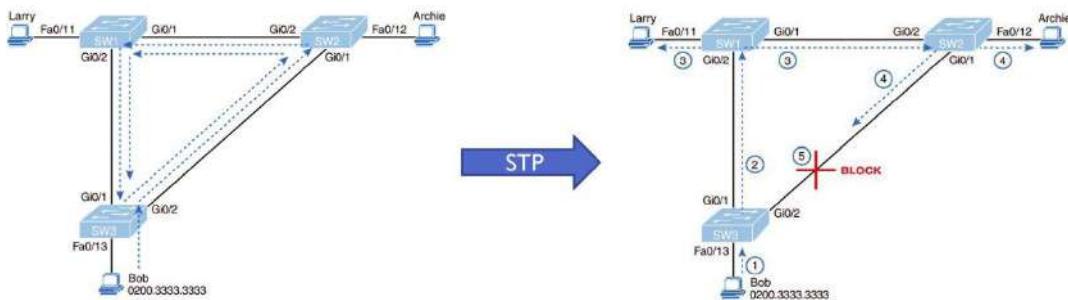 Larry
Fa0/11
SW1
Gi0/1
Gi0/2
SW2
Fa0/12
Archie
Gi0/2
Gi0/1
Gi0/1
Gi0/2
SW3
Fa0/13
Bob
0200.3333.3333
STP
Larry
Fa0/11
SW1
Gi0/1
Gi0/2
SW2
Fa0/12
Archie
3
Gi0/2
3
Gi0/1
4
4
2
5
BLOCK
Gi0/1
Gi0/2
SW3
Fa0/13
1
Bob
0200.3333.3333